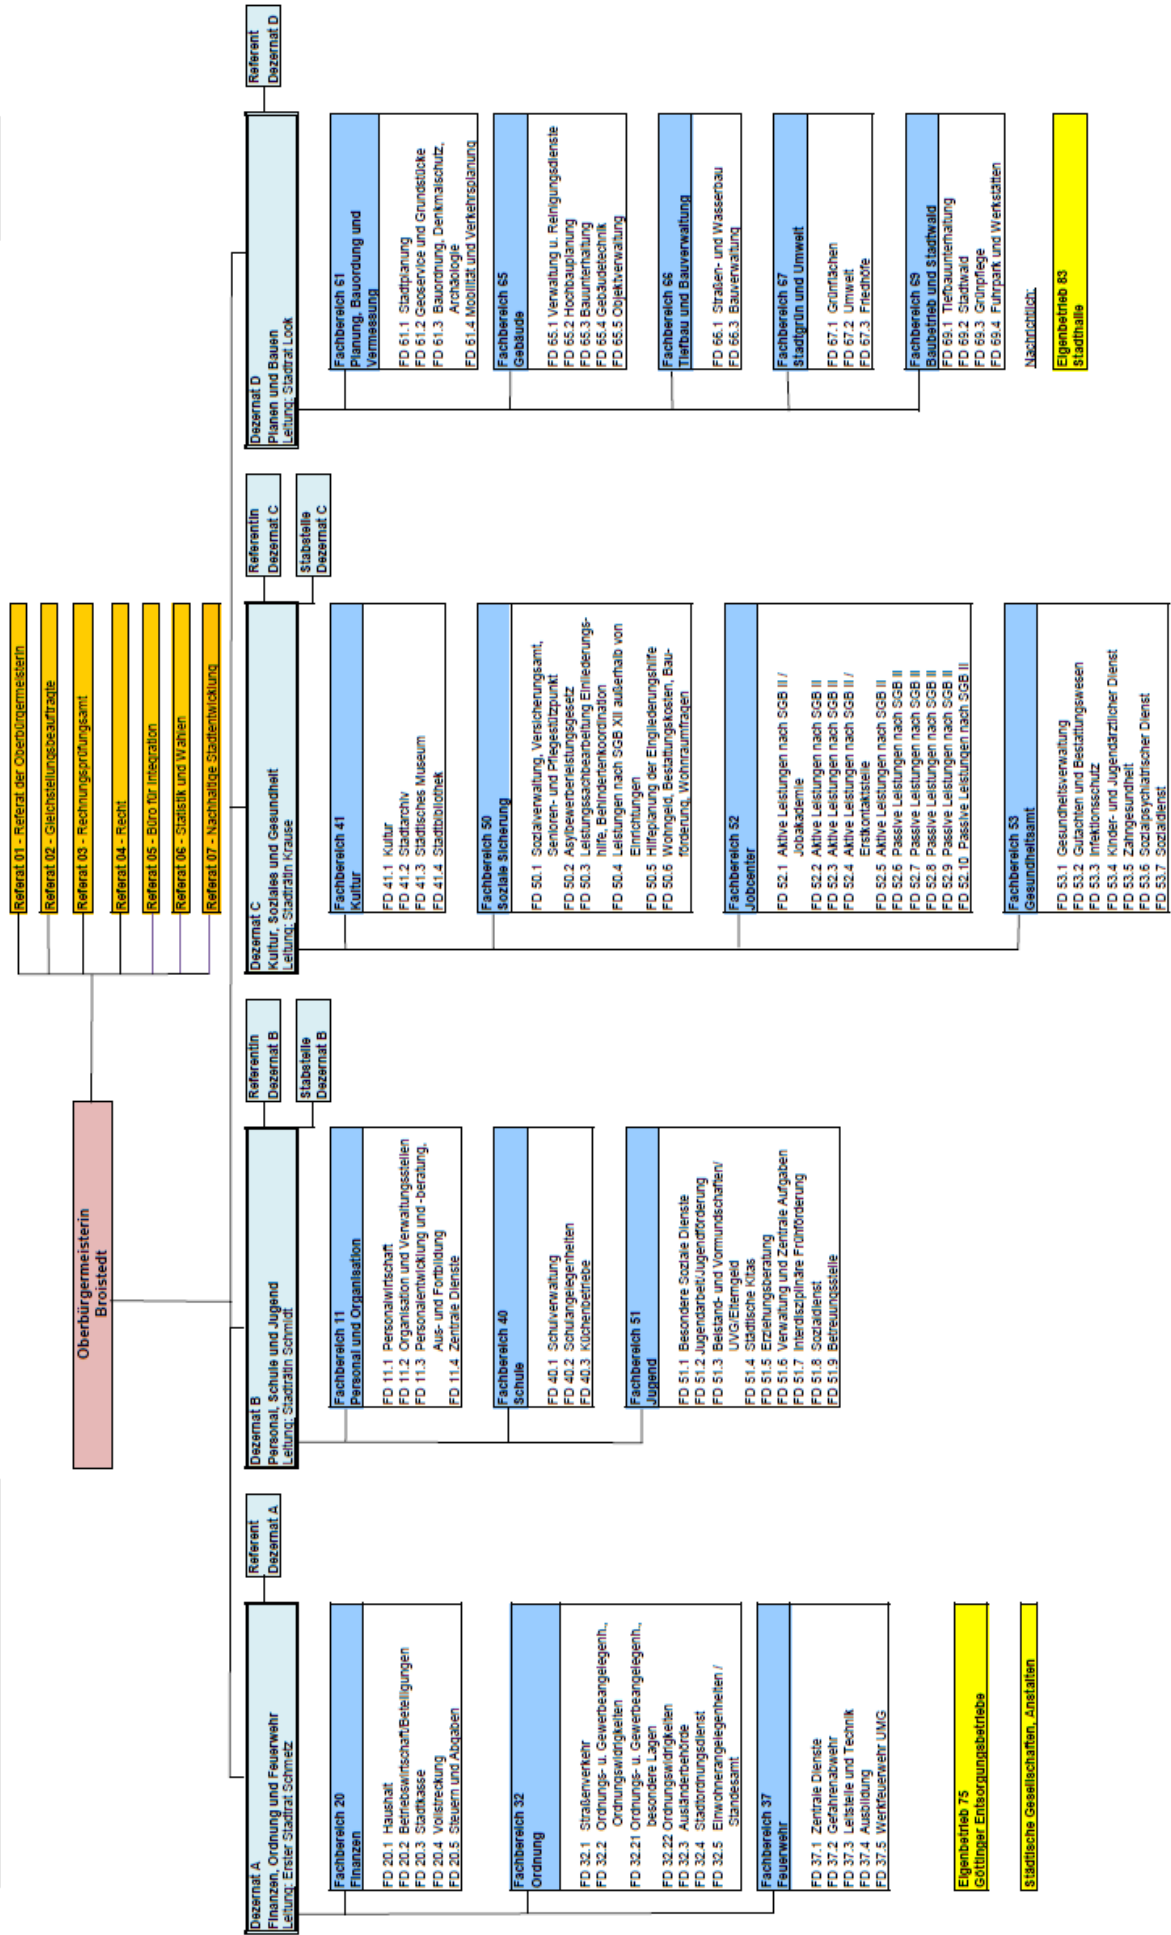 Oberbürgermeisterin
Broistedt
Referat 01 - Referat der Oberbürgermeisterin
Referat 02 - Gleichstellungsbeauftragte
Referat 03 - Rechnungsprüfungsamt
Referat 04 - Recht
Referat 05 - Büro für Integration
Referat 06 - Statistik und Wahlen
Referat 07 - Nachhaltige Stadtentwicklung
Dezernat A
Finanzen, Ordnung und Feuerwehr
Leitung: Erster Stadtrat Schmetz
Referent
Dezernat A
Fachbereich 20
Finanzen
FD 20.1 Haushalt
FD 20.2 Betriebswirtschaft/Beteiligungen
FD 20.3 Stadtkasse
FD 20.4 Vollstreckung
FD 20.5 Steuern und Abgaben
Fachbereich 32
Ordnung
FD 32.1 Straßenverkehr
FD 32.2 Ordnungs- u. Gewerbeangelegenh.,
Ordnungswidrigkeiten
FD 32.21 Ordnungs- u. Gewerbeangelegenh.,
besondere Lagen
FD 32.22 Ordnungswidrigkeiten
FD 32.3 Ausländerbehörde
FD 32.4 Stadtordnungsdienst
FD 32.5 Einwohnerangelegenheiten /
Standesamt
Fachbereich 37
Feuerwehr
FD 37.1 Zentrale Dienste
FD 37.2 Gefahrenabwehr
FD 37.3 Leitstelle und Technik
FD 37.4 Ausbildung
FD 37.5 Werkfeuerwehr UMG
Eigenbetrieb 75
Göttinger Entsorgungsbetriebe
Städtische Gesellschaften, Anstalten
Dezernat B
Personal, Schule und Jugend
Leitung: Stadträtin Schmidt
Referentin
Dezernat B
Stabstelle
Dezernat B
Fachbereich 11
Personal und Organisation
FD 11.1 Personalwirtschaft
FD 11.2 Organisation und Verwaltungsstellen
FD 11.3 Personalentwicklung und -beratung,
Aus- und Fortbildung
FD 11.4 Zentrale Dienste
Fachbereich 40
Schule
FD 40.1 Schulverwaltung
FD 40.2 Schulangelegenheiten
FD 40.3 Küchenbetriebe
Fachbereich 51
Jugend
FD 51.1 Besondere Soziale Dienste
FD 51.2 Jugendarbeit/Jugendförderung
FD 51.3 Beistand- und Vormundschaften/
UVG/Elterngeld
FD 51.4 Städtische Kitas
FD 51.5 Erziehungsberatung
FD 51.6 Verwaltung und Zentrale Aufgaben
FD 51.7 Interdisziplinäre Frühförderung
FD 51.8 Sozialdienst
FD 51.9 Betreuungsstelle
Dezernat C
Kultur, Soziales und Gesundheit
Leitung: Stadträtin Krause
Referentin
Dezernat C
Stabstelle
Dezernat C
Fachbereich 41
Kultur
FD 41.1 Kultur
FD 41.2 Stadtarchiv
FD 41.3 Städtisches Museum
FD 41.4 Stadtbibliothek
Fachbereich 50
Soziale Sicherung
FD 50.1 Sozialverwaltung, Versicherungsamt,
Senioren- und Pflegestützpunkt
FD 50.2 Asylbewerberleistungsgesetz
FD 50.3 Leistungssachbearbeitung Einliederungs-
hilfe, Behindertenkoordination
FD 50.4 Leistungen nach SGB XII außerhalb von
Einrichtungen
FD 50.5 Hilfeplanung der Eingliederungshilfe
FD 50.6 Wohngeld, Bestattungskosten, Bau-
förderung, Wohnraumfragen
Fachbereich 52
Jobcenter
FD 52.1 Aktive Leistungen nach SGB II /
Jobakademie
FD 52.2 Aktive Leistungen nach SGB II
FD 52.3 Aktive Leistungen nach SGB II
FD 52.4 Aktive Leistungen nach SGB II /
Erstkontaktstelle
FD 52.5 Aktive Leistungen nach SGB II
FD 52.6 Passive Leistungen nach SGB II
FD 52.7 Passive Leistungen nach SGB II
FD 52.8 Passive Leistungen nach SGB II
FD 52.9 Passive Leistungen nach SGB II
FD 52.10 Passive Leistungen nach SGB II
Fachbereich 53
Gesundheitsamt
FD 53.1 Gesundheitsverwaltung
FD 53.2 Gutachten und Bestattungswesen
FD 53.3 Infektionsschutz
FD 53.4 Kinder- und Jugendärztlicher Dienst
FD 53.5 Zahngesundheit
FD 53.6 Sozialpsychiatrischer Dienst
FD 53.7 Sozialdienst
Dezernat D
Planen und Bauen
Leitung: Stadtrat Look
Referent
Dezernat D
Fachbereich 61
Planung, Bauordung und
Vermessung
FD 61.1 Stadtplanung
FD 61.2 Geoservice und Grundstücke
FD 61.3 Bauordnung, Denkmalschutz,
Archäologie
FD 61.4 Mobilität und Verkehrsplanung
Fachbereich 65
Gebäude
FD 65.1 Verwaltung u. Reinigungsdienste
FD 65.2 Hochbauplanung
FD 65.3 Bauunterhaltung
FD 65.4 Gebäudetechnik
FD 65.5 Objektverwaltung
Fachbereich 66
Tiefbau und Bauverwaltung
FD 66.1 Straßen- und Wasserbau
FD 66.3 Bauverwaltung
Fachbereich 67
Stadtgrün und Umwelt
FD 67.1 Grünflächen
FD 67.2 Umwelt
FD 67.3 Friedhöfe
Fachbereich 69
Baubetrieb und Stadtwald
FD 69.1 Tiefbauunterhaltung
FD 69.2 Stadtwald
FD 69.3 Grünpflege
FD 69.4 Fuhrpark und Werkstätten
Nachrichtlich:
Eigenbetrieb 83
Stadthalle